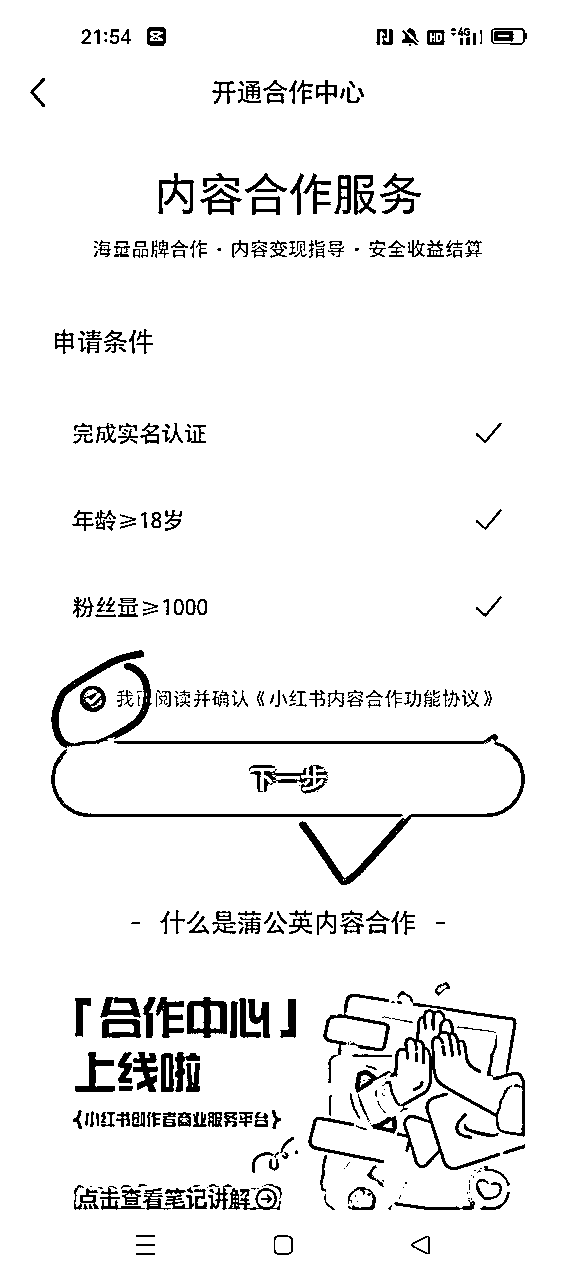 21:54
HD 4G
开通合作中心
内容合作服务
海量品牌合作·内容变现指导·安全收益结算
申请条件
完成实名认证
年龄≥18岁
粉丝量≥1000
我已阅读并确认《小红书内容合作功能协议》
下一步
- 什么是蒲公英内容合作 -
「合作中心」
上线啦
{小红书创作者商业服务平台}
点击查看笔记讲解